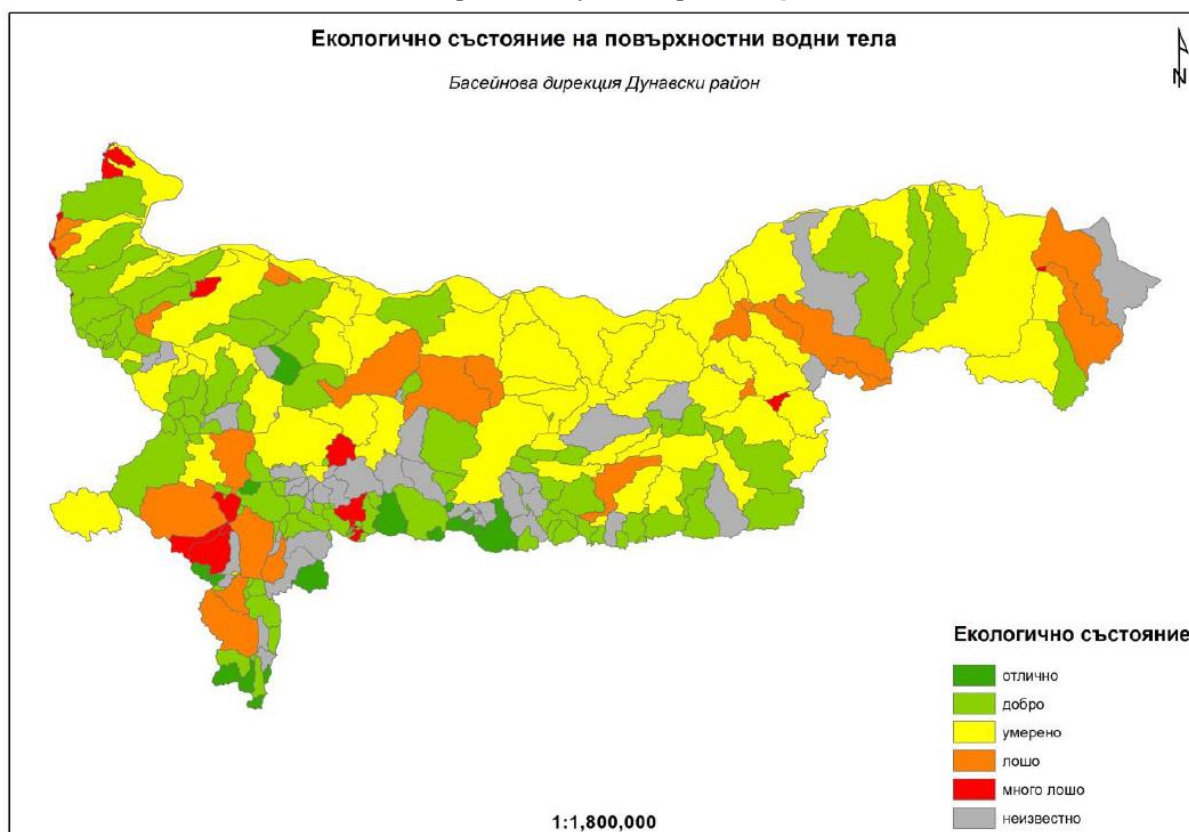 Екологично състояние на повърхностни водни тела
Басейнова дирекция Дунавски район
N
Екологично състояние
отлично
добро
умерено
лошо
много лошо
неизвестно
1:1,800,000